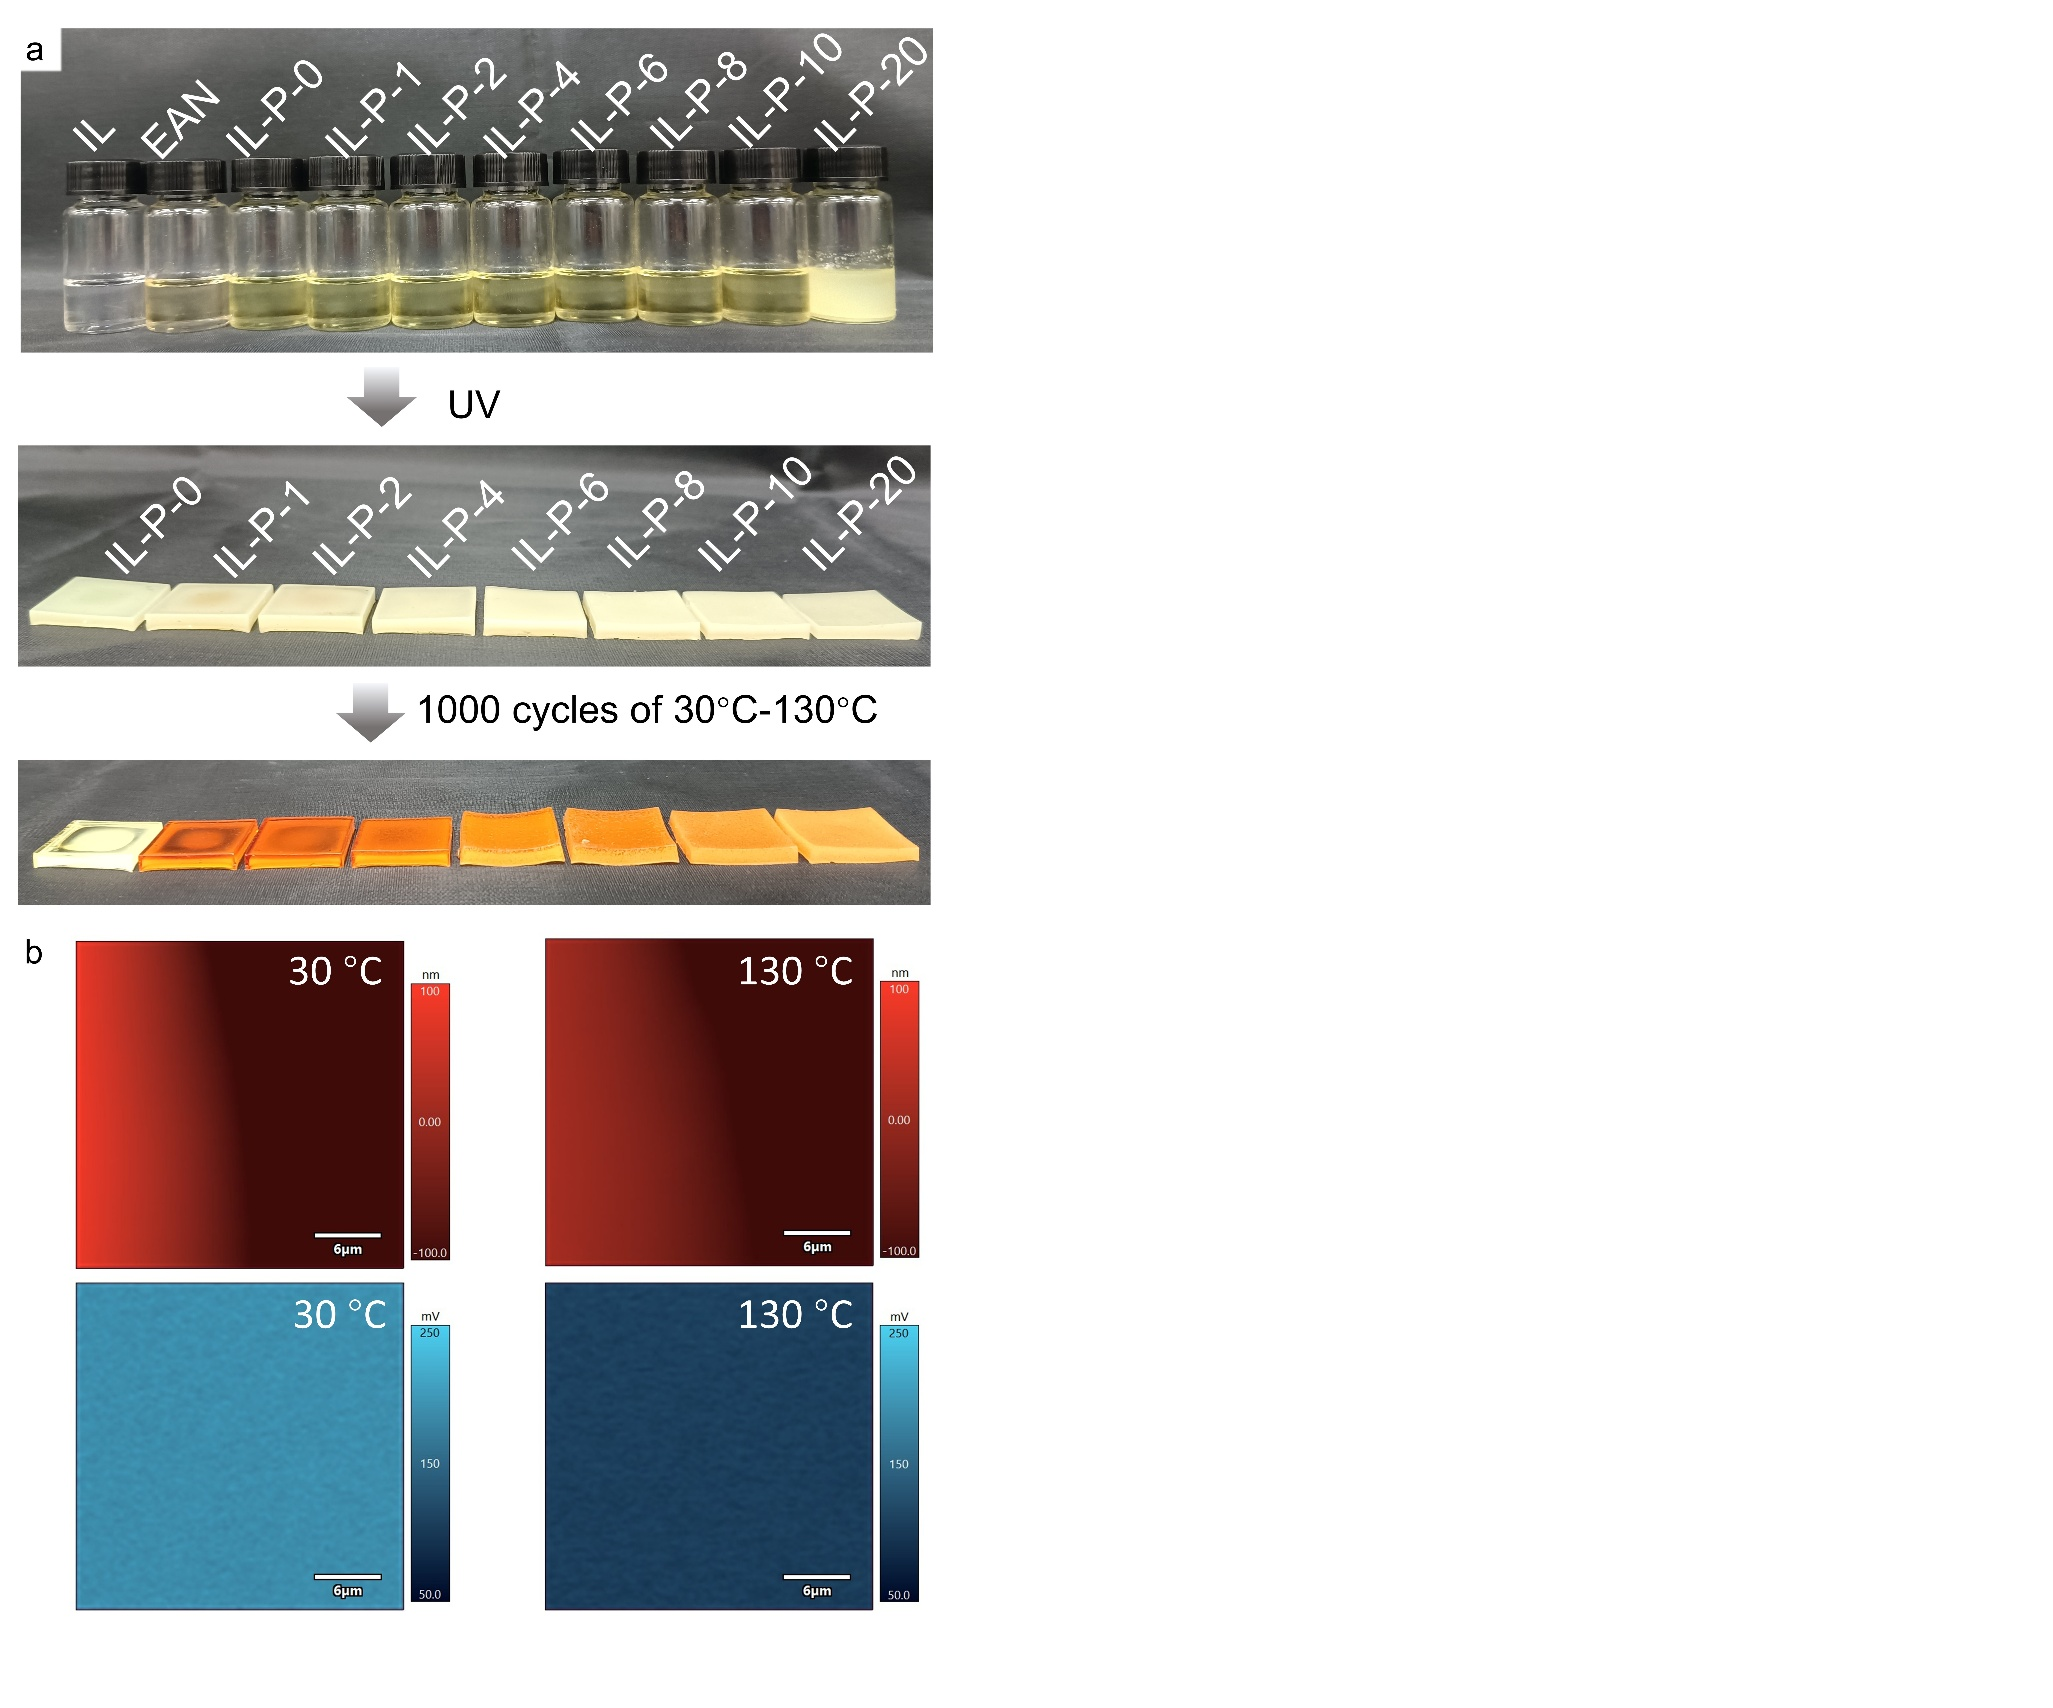 a
IL
EAN
IL-P-0
IL-P-1
IL-P-2
IL-P-4
IL-P-6
IL-P-8
IL-P-10
IL-P-20
UV
IL-P-0
IL-P-1
IL-P-2
IL-P-4
IL-P-6
IL-P-8
IL-P-10
IL-P-20
1000 cycles of 30°C-130°C
b
30 °C
nm
100
0.00
-100.0
6µm
130 °C
nm
100
0.00
-100.0
6µm
30 °C
mV
250
150
50.0
6µm
130 °C
mV
250
150
50.0
6µm